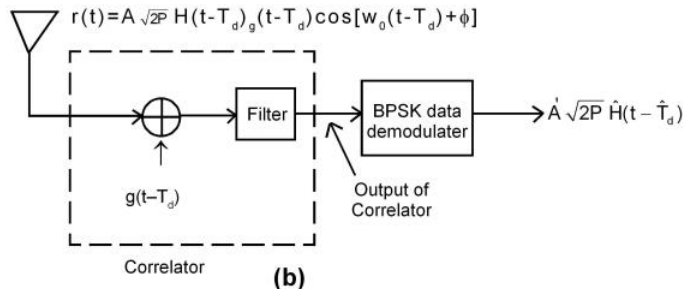 r(t)=A √2P H(t-T_d)_g(t-T_d)cos[w_0(t-T_d)+ϕ]
Filter
BPSK data
demodulater
Á √2P Ĥ(t – T̂_d)
g(t–T_d)
Output of
Correlator
Correlator
(b)